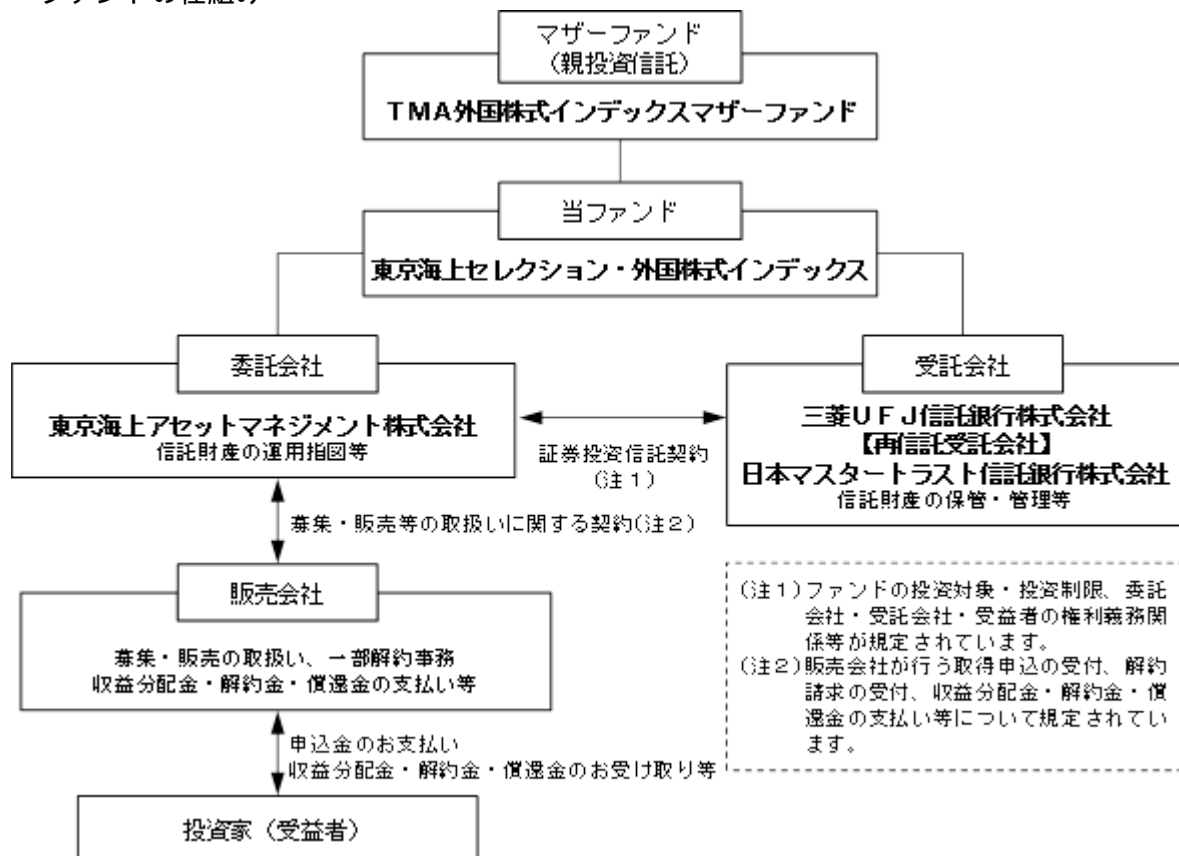 ファンドの仕組み
マザーファンド
(親投資信託)
TMA外国株式インデックスマザーファンド
当ファンド
東京海上セレクション・外国株式インデックス
委託会社
東京海上アセットマネジメント株式会社
信託財産の運用指図等
証券投資信託契約
(注1)
受託会社
三菱UFJ信託銀行株式会社
【再信託受託会社】
日本マスタートラスト信託銀行株式会社
信託財産の保管・管理等
募集・販売等の取扱いに関する契約(注2)
販売会社
募集・販売の取扱い、一部解約事務
収益分配金・解約金・償還金の支払い等
申込金のお支払い
収益分配金・解約金・償還金のお受け取り等
投資家(受益者)
(注1)ファンドの投資対象・投資制限、委託
会社・受託会社・受益者の権利義務関
係等が規定されています。
(注2)販売会社が行う取得申込の受付、解約
請求の受付、収益分配金・解約金・償
還金の支払い等について規定されてい
ます。